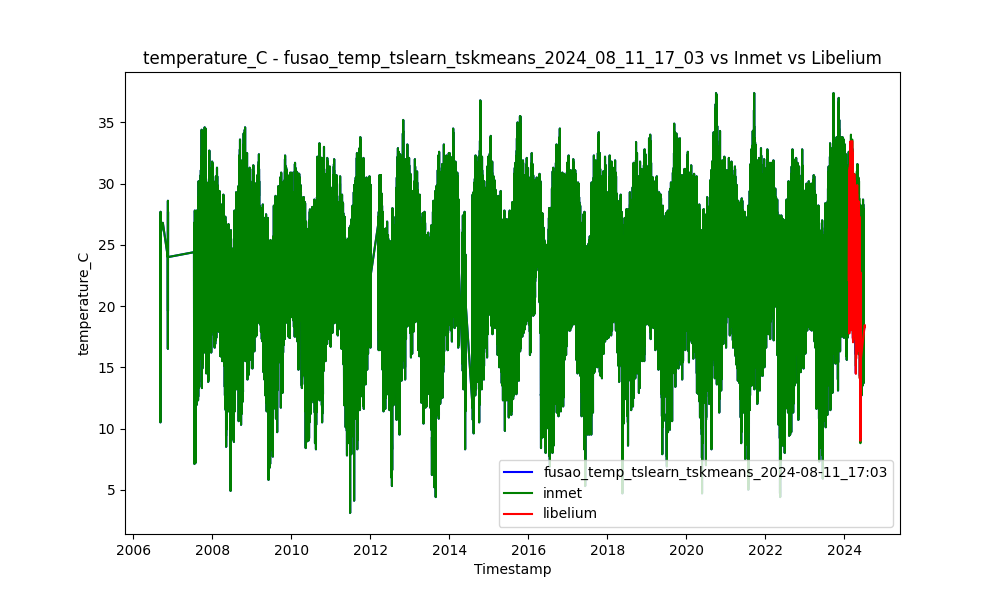 temperature_C - fusao_temp_tslearn_tskmeans_2024_08_11_17_03 vs Inmet vs Libelium
temperature_C
35
30
25
20
15
10
5
fusao_temp_tslearn_tskmeans_2024-08-11_17:03
inmet
libelium
2006 2008 2010 2012 2014 2016 2018 2020 2022 2024
Timestamp